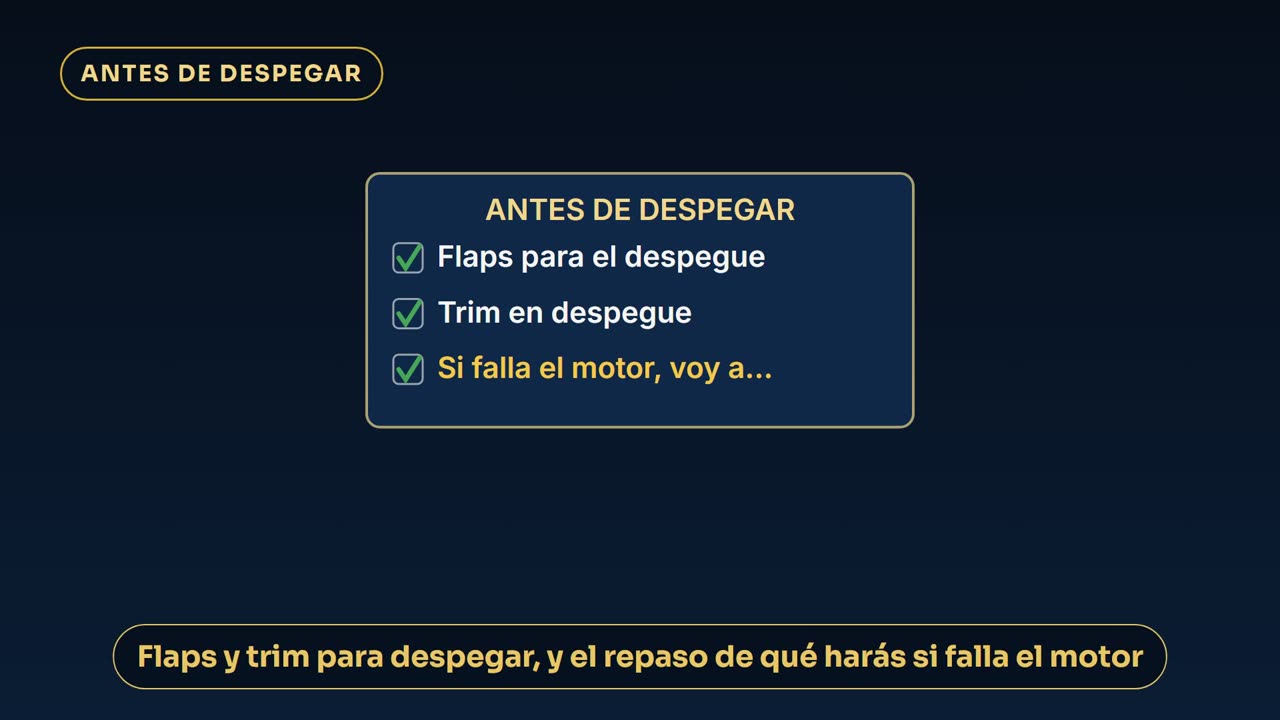 ANTES DE DESPEGAR
ANTES DE DESPEGAR
Flaps para el despegue
Trim en despegue
Si falla el motor, voy a...
Flaps y trim para despegar, y el repaso de qué harás si falla el motor